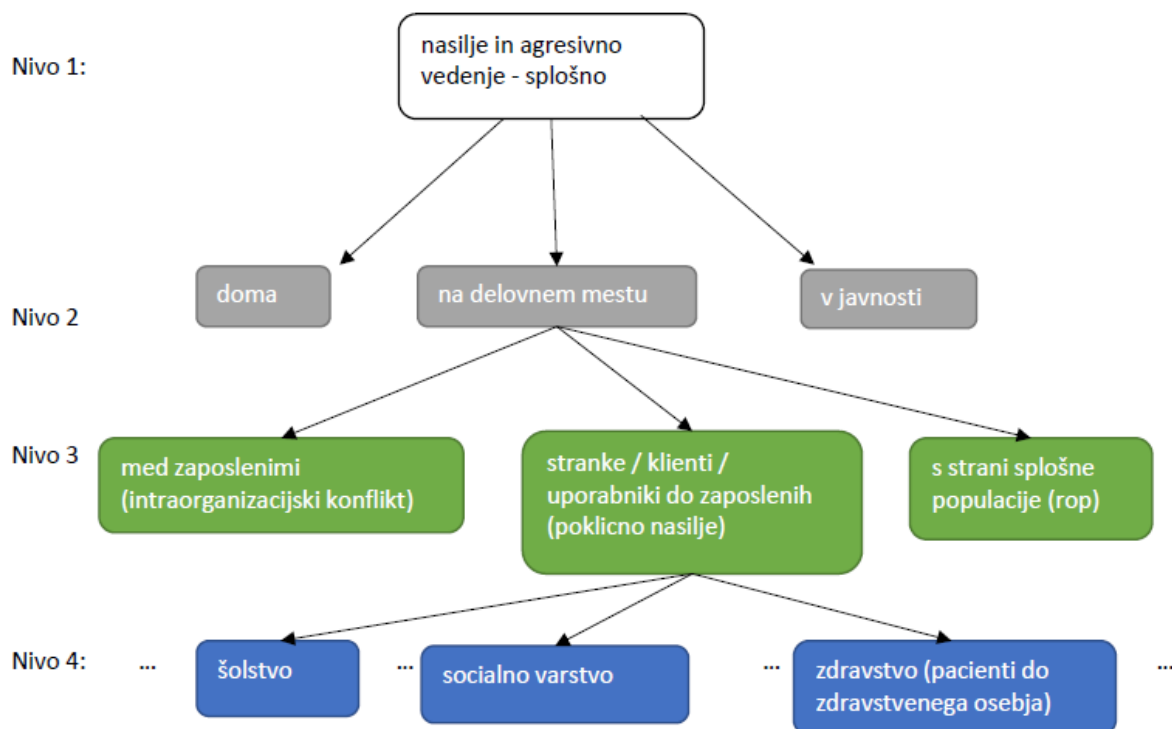 Nivo 1:
nasilje in agresivno
vedenje - splošno
Nivo 2
doma
na delovnem mestu
v javnosti
Nivo 3
med zaposlenimi
(intraorganizacijski konflikt)
stranke / klienti /
uporabniki do zaposlenih
(poklicno nasilje)
s strani splošne
populacije (rop)
Nivo 4:
...
šolstvo
...
socialno varstvo
...
zdravstvo (pacienti do
zdravstvenega osebja)
...